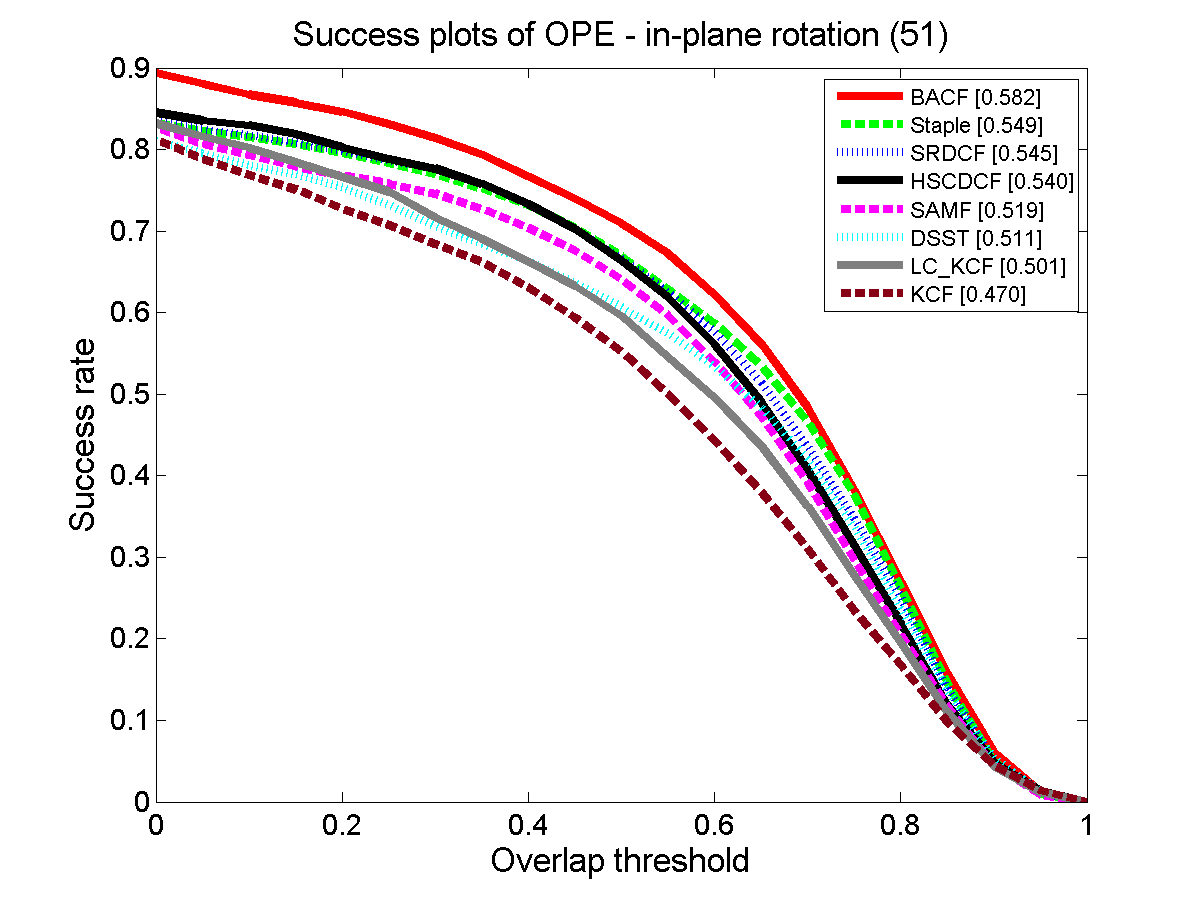 Success plots of OPE - in-plane rotation (51)
0.9
0.8
0.7
0.6
0.5
0.4
0.3
0.2
0.1
0
Success rate
BACF [0.582]
Staple [0.549]
SRDCF [0.545]
HSCDCF [0.540]
SAMF [0.519]
DSST [0.511]
LC_KCF [0.501]
KCF [0.470]
0 0.2 0.4 0.6 0.8 1
Overlap threshold